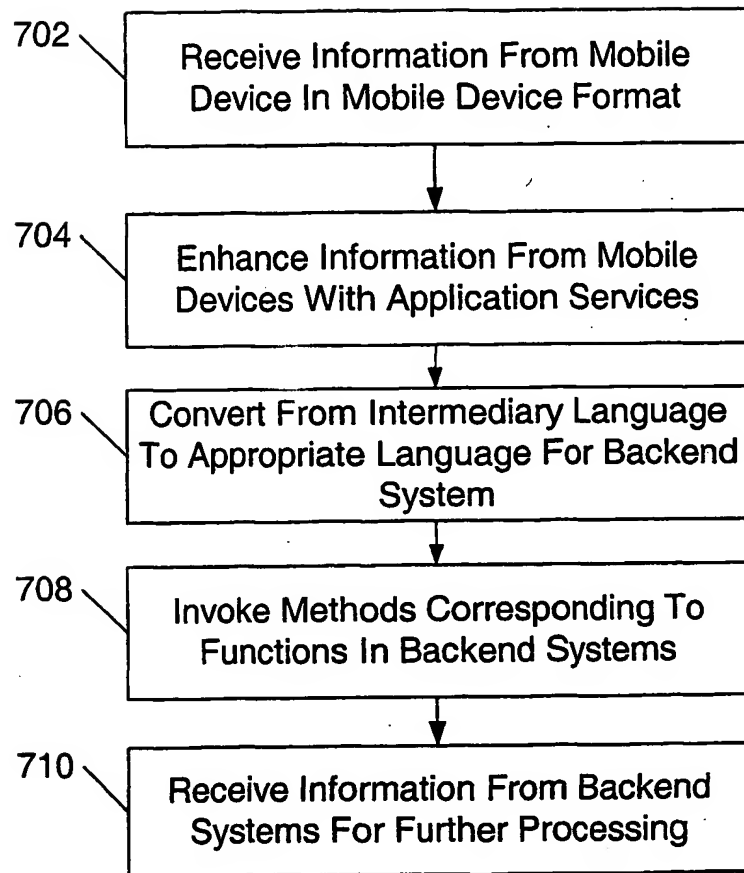 702
Receive Information From Mobile
Device In Mobile Device Format
704
Enhance Information From Mobile
Devices With Application Services
706
Convert From Intermediary Language
To Appropriate Language For Backend
System
708
Invoke Methods Corresponding To
Functions In Backend Systems
710
Receive Information From Backend
Systems For Further Processing